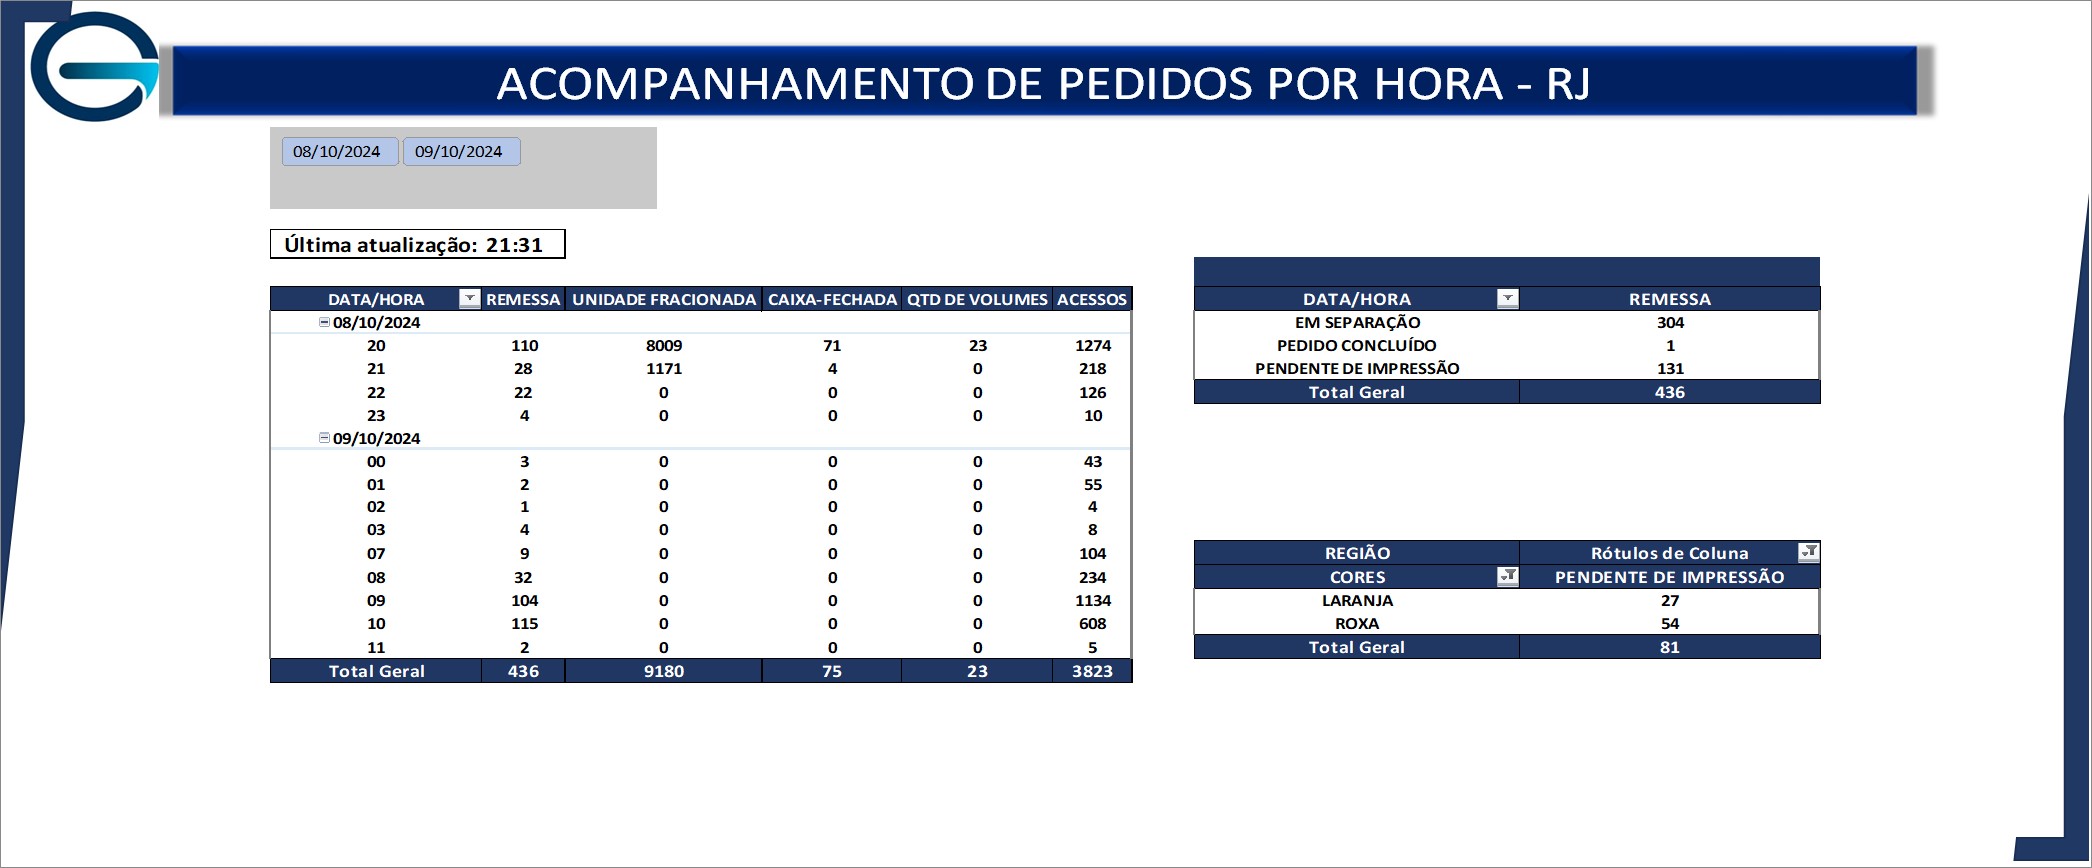 ACOMPANHAMENTO DE PEDIDOS POR HORA - RJ
08/10/2024 09/10/2024
Última atualização: 21:31
DATA/HORA REMESSA UNIDADE FRACIONADA CAIXA-FECHADA QTD DE VOLUMES ACESSOS
08/10/2024
20 110 8009 71 23 1274
21 28 1171 4 0 218
22 22 0 0 0 126
23 4 0 0 0 10
09/10/2024
00 3 0 0 0 43
01 2 0 0 0 55
02 1 0 0 0 4
03 4 0 0 0 8
07 9 0 0 0 104
08 32 0 0 0 234
09 104 0 0 0 1134
10 115 0 0 0 608
11 2 0 0 0 5
Total Geral 436 9180 75 23 3823
DATA/HORA REMESSA
EM SEPARAÇÃO 304
PEDIDO CONCLUÍDO 1
PENDENTE DE IMPRESSÃO 131
Total Geral 436
REGIÃO Rótulos de Coluna
CORES PENDENTE DE IMPRESSÃO
LARANJA 27
ROXA 54
Total Geral 81